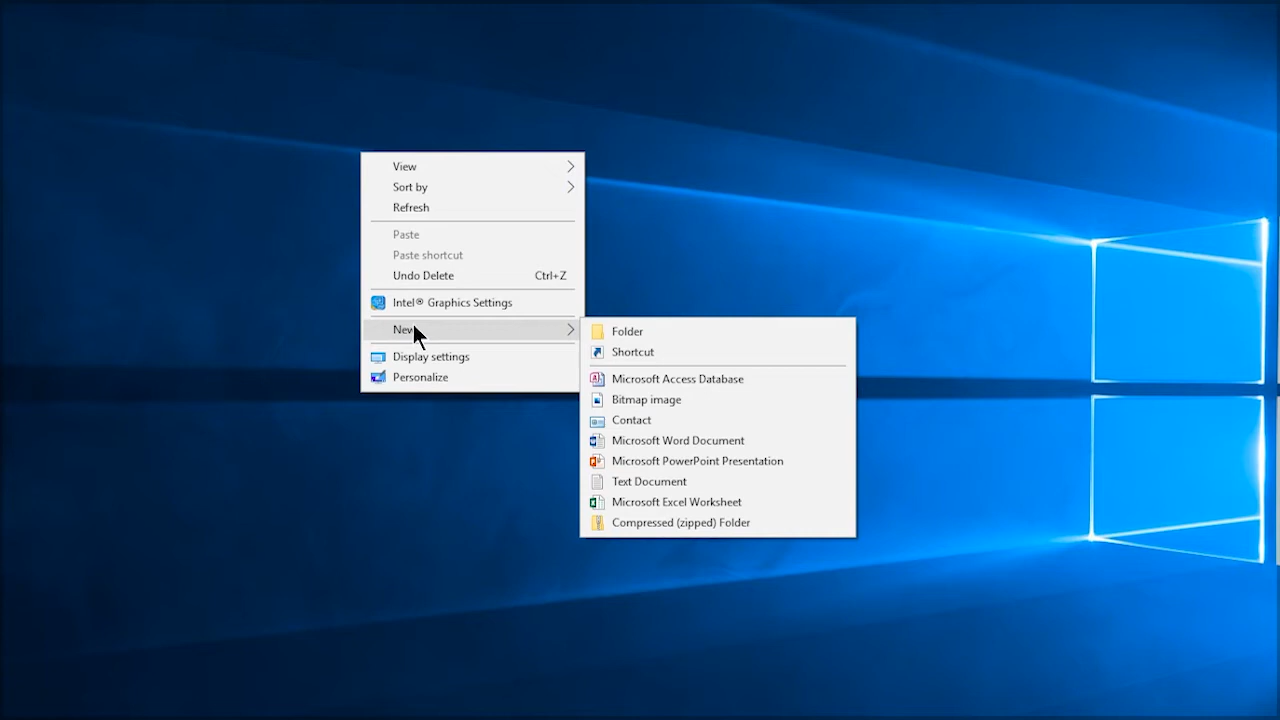 View
Sort by
Refresh
Paste
Paste shortcut
Undo Delete Ctrl+Z
Intel® Graphics Settings
New
Display settings
Personalize
Folder
Shortcut
Microsoft Access Database
Bitmap image
Contact
Microsoft Word Document
Microsoft PowerPoint Presentation
Text Document
Microsoft Excel Worksheet
Compressed (zipped) Folder